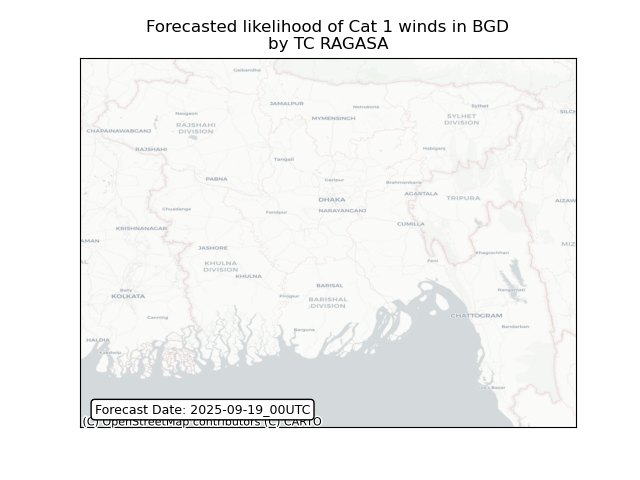 Forecasted likelihood of Cat 1 winds in BGD
by TC RAGASA
Gaibandha
JAMALPUR
Netrokona
Sylhet
SILCH
Naogaon
MYMENSINGH
SYLHET
DIVISION
RAJSHAHI
DIVISION
CHAPAINAWABGANJ
RAJSHAHI
Habiganj
Tangail
PABNA
Gazipur
Brahmanbaria
AGARTALA
TRIPURA
DHAKA
AIZAW
Chuadanga
Faridpur
NARAYANGANJ
CUMILLA
KRISHNANAGAR
AMAN
JASHORE
MIZ
Khagrachhari
AL
KHULNA
DIVISION
Feni
KHULNA
BARISAL
Rangamati
Pirojpur
KOLKATA
BARISHAL
DIVISION
Canning
CHATTOGRAM
Bandarban
Barguna
HALDIA
Forecast Date: 2025-09-19_00UTC
(C) OpenStreetMap contributors (C) CARTO